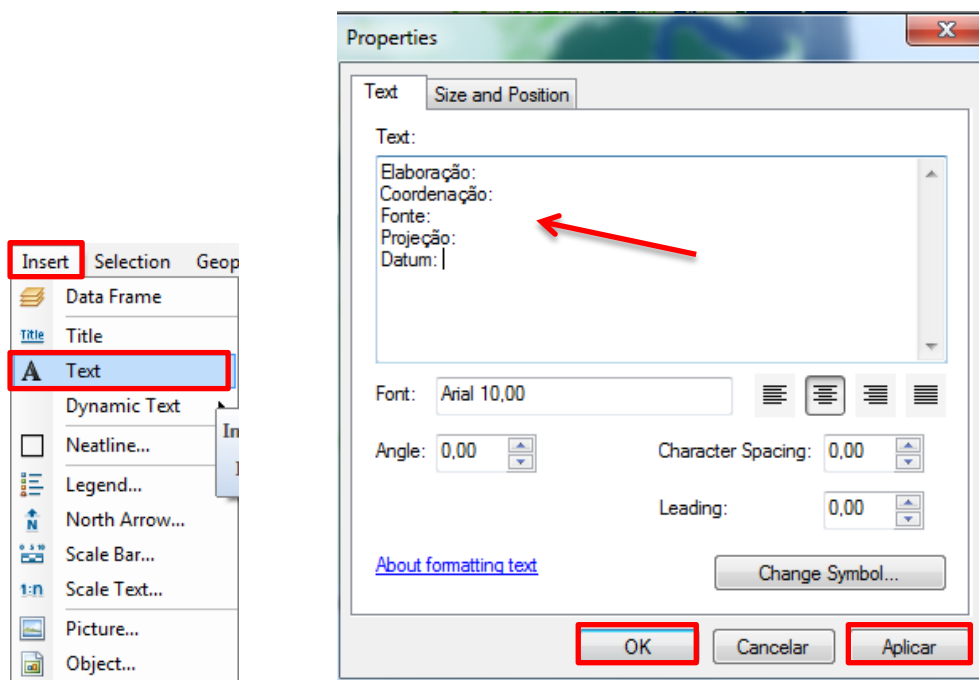 Insert Selection Geop
Data Frame
Title Title
A Text
Dynamic Text
In
Neatline...
Legend...
N North Arrow...
Scale Bar...
1:n Scale Text...
Picture...
Object...
Properties
Text Size and Position
Text:
Elaboração:
Coordenação:
Fonte:
Projeção:
Datum:
Font: Arial 10,00
Angle: 0,00 Character Spacing: 0,00
Leading: 0,00
About formatting text Change Symbol...
OK Cancelar Aplicar